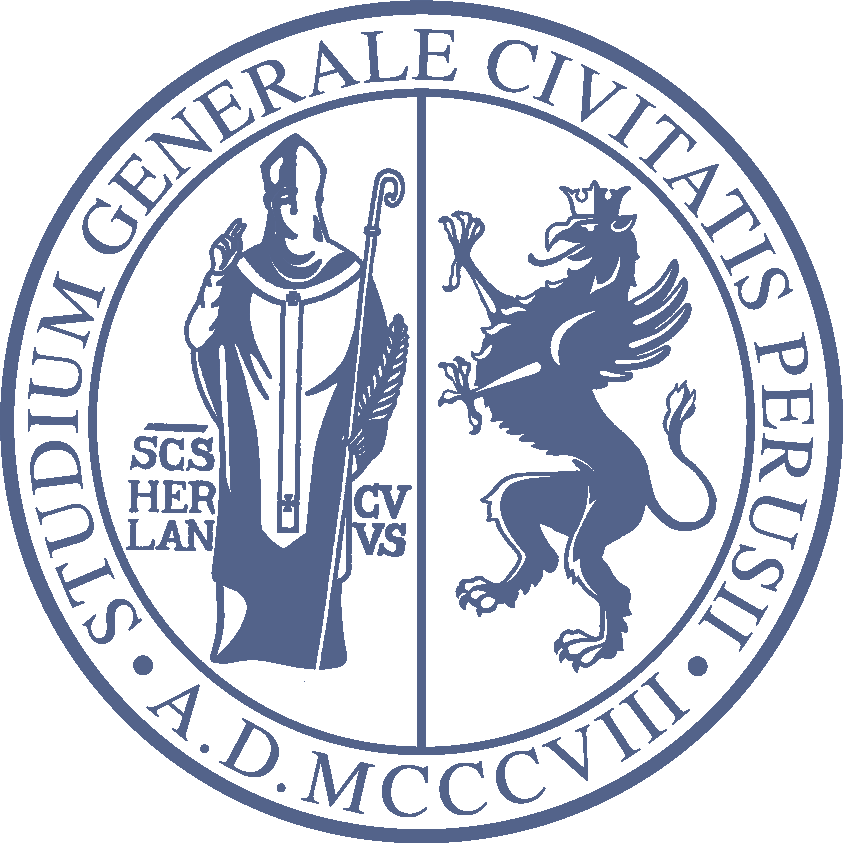 STUDIUM GENERALE CIVITATIS PERUSII
A.D.MCCCVIII
SCS
HER CV
LAN VS